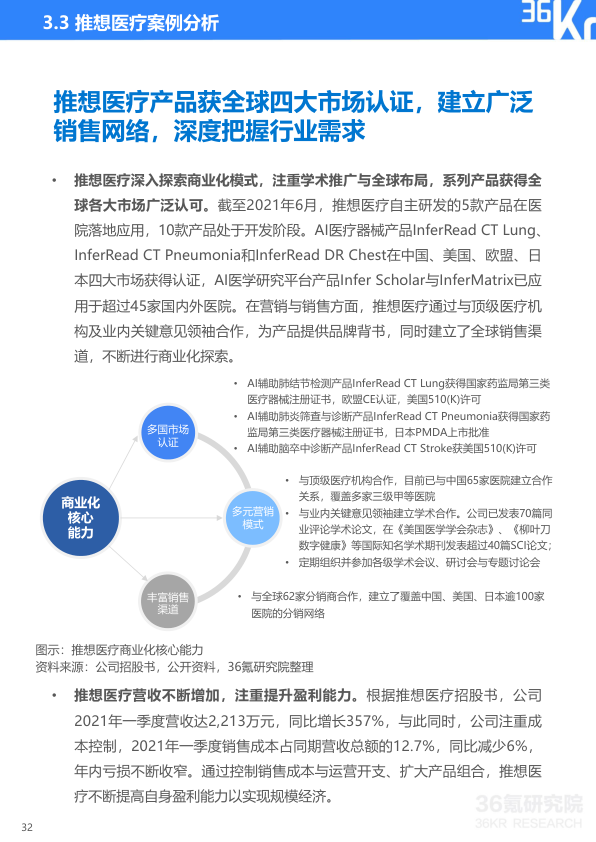 3.3 推想医疗案例分析
36Kr
推想医疗产品获全球四大市场认证，建立广泛
销售网络，深度把握行业需求
• 推想医疗深入探索商业化模式，注重学术推广与全球布局，系列产品获得全
球各大市场广泛认可。截至2021年6月，推想医疗自主研发的5款产品在医
院落地应用，10款产品处于开发阶段。AI医疗器械产品InferRead CT Lung、
InferRead CT Pneumonia和InferRead DR Chest在中国、美国、欧盟、日
本四大市场获得认证，AI医学研究平台产品Infer Scholar与InferMatrix已应
用于超过45家国内外医院。在营销与销售方面，推想医疗通过与顶级医疗机
构及业内关键意见领袖合作，为产品提供品牌背书，同时建立了全球销售渠
道，不断进行商业化探索。
• AI辅助肺结节检测产品InferRead CT Lung获得国家药监局第三类
医疗器械注册证书，欧盟CE认证，美国510(K)许可
• AI辅助肺炎筛查与诊断产品InferRead CT Pneumonia获得国家药
监局第三类医疗器械注册证书，日本PMDA上市批准
• AI辅助脑卒中诊断产品InferRead CT Stroke获美国510(K)许可
多国市场
认证
• 与顶级医疗机构合作，目前已与中国65家医院建立合作
关系，覆盖多家三级甲等医院
• 与业内关键意见领袖建立学术合作。公司已发表70篇同
业评论学术论文，在《美国医学学会杂志》、《柳叶刀
数字健康》等国际知名学术期刊发表超过40篇SCI论文；
• 定期组织并参加各级学术会议、研讨会与专题讨论会
商业化
核心
能力
多元营销
模式
丰富销售
渠道
• 与全球62家分销商合作，建立了覆盖中国、美国、日本逾100家
医院的分销网络
图示：推想医疗商业化核心能力
资料来源：公司招股书，公开资料，36氪研究院整理
• 推想医疗营收不断增加，注重提升盈利能力。根据推想医疗招股书，公司
2021年一季度营收达2,213万元，同比增长357%，与此同时，公司注重成
本控制，2021年一季度销售成本占同期营收总额的12.7%，同比减少6%，
年内亏损不断收窄。通过控制销售成本与运营开支、扩大产品组合，推想医
疗不断提高自身盈利能力以实现规模经济。
36氪研究院
36KR RESEARCH
32